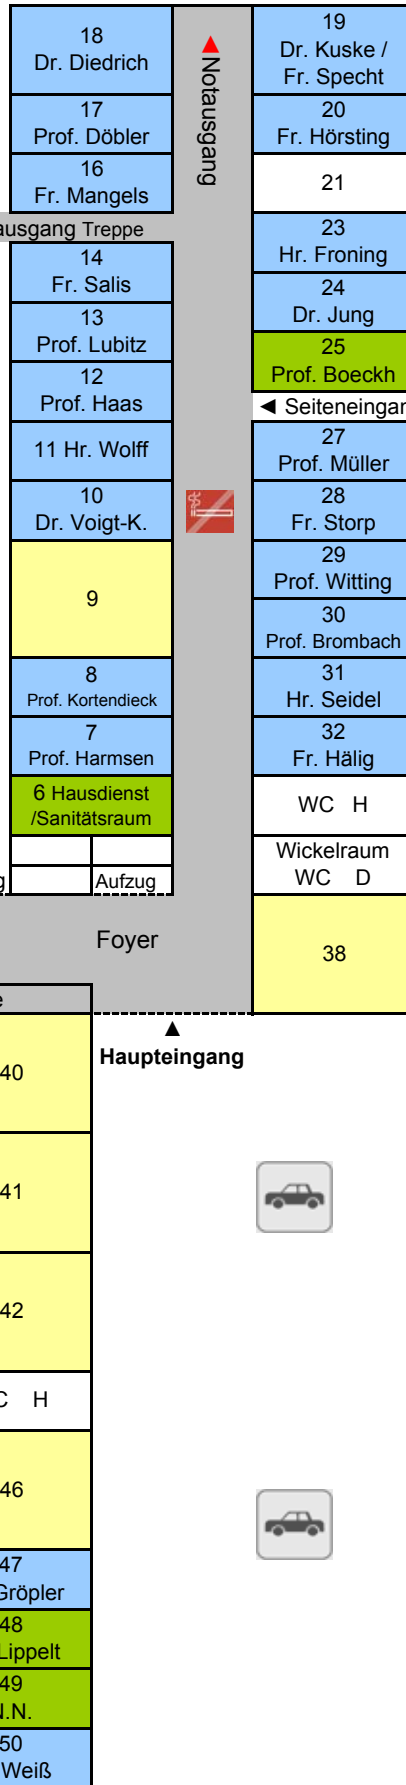 18
Dr. Diedrich
17
Prof. Döbler
16
Fr. Mangels
ausgang Treppe
14
Fr. Salis
13
Prof. Lubitz
12
Prof. Haas
11 Hr. Wolff
10
Dr. Voigt-K.
9
8
Prof. Kortendieck
7
Prof. Harmsen
6 Hausdienst
/Sanitätsraum
g
Aufzug
◄Notausgang
19
Dr. Kuske /
Fr. Specht
20
Fr. Hörsting
21
23
Hr. Froning
24
Dr. Jung
25
Prof. Boeckh
◄ Seiteneingan
27
Prof. Müller
28
Fr. Storp
29
Prof. Witting
30
Prof. Brombach
31
Hr. Seidel
32
Fr. Hälig
WC H
Wickelraum
WC D
38
Foyer
e
▲
Haupteingang
40
41
42
C H
46
47
Gröpler
48
Lippelt
49
N.N.
50
Weiß